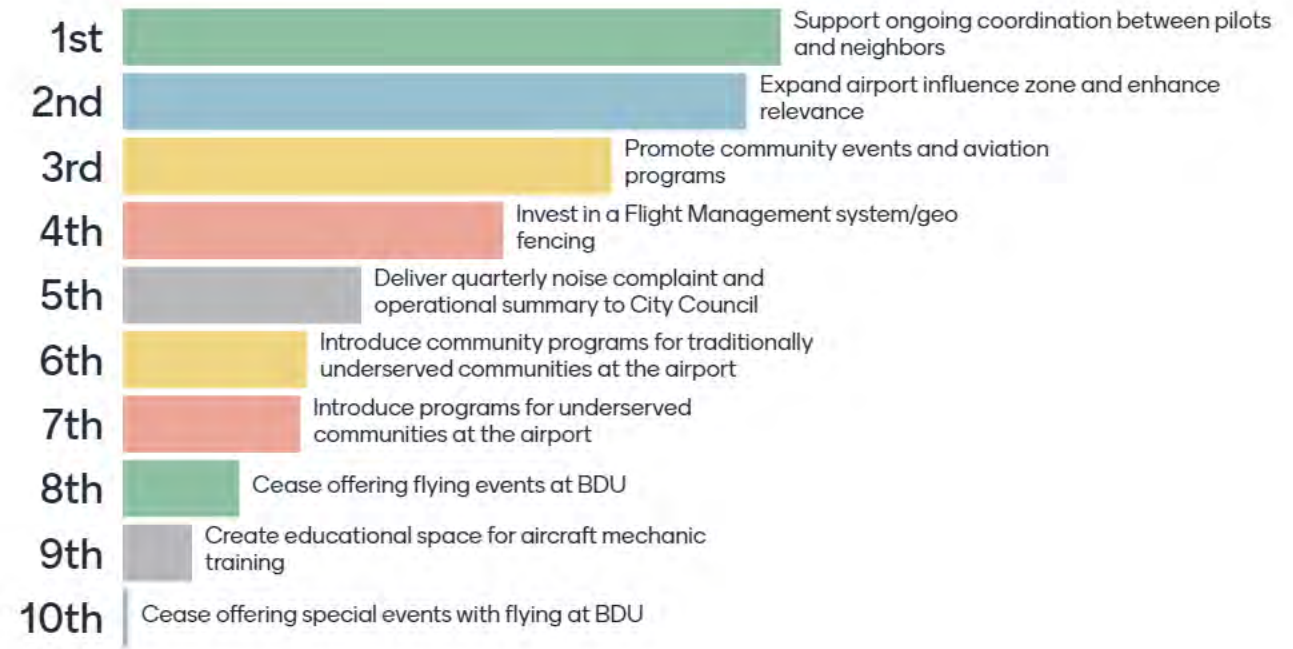 1st
Support ongoing coordination between pilots
and neighbors
2nd
Expand airport influence zone and enhance
relevance
3rd
Promote community events and aviation
programs
4th
Invest in a Flight Management system/geo
fencing
5th
Deliver quarterly noise complaint and
operational summary to City Council
6th
Introduce community programs for traditionally
underserved communities at the airport
7th
Introduce programs for underserved
communities at the airport
8th
Cease offering flying events at BDU
9th
Create educational space for aircraft mechanic
training
10th
Cease offering special events with flying at BDU